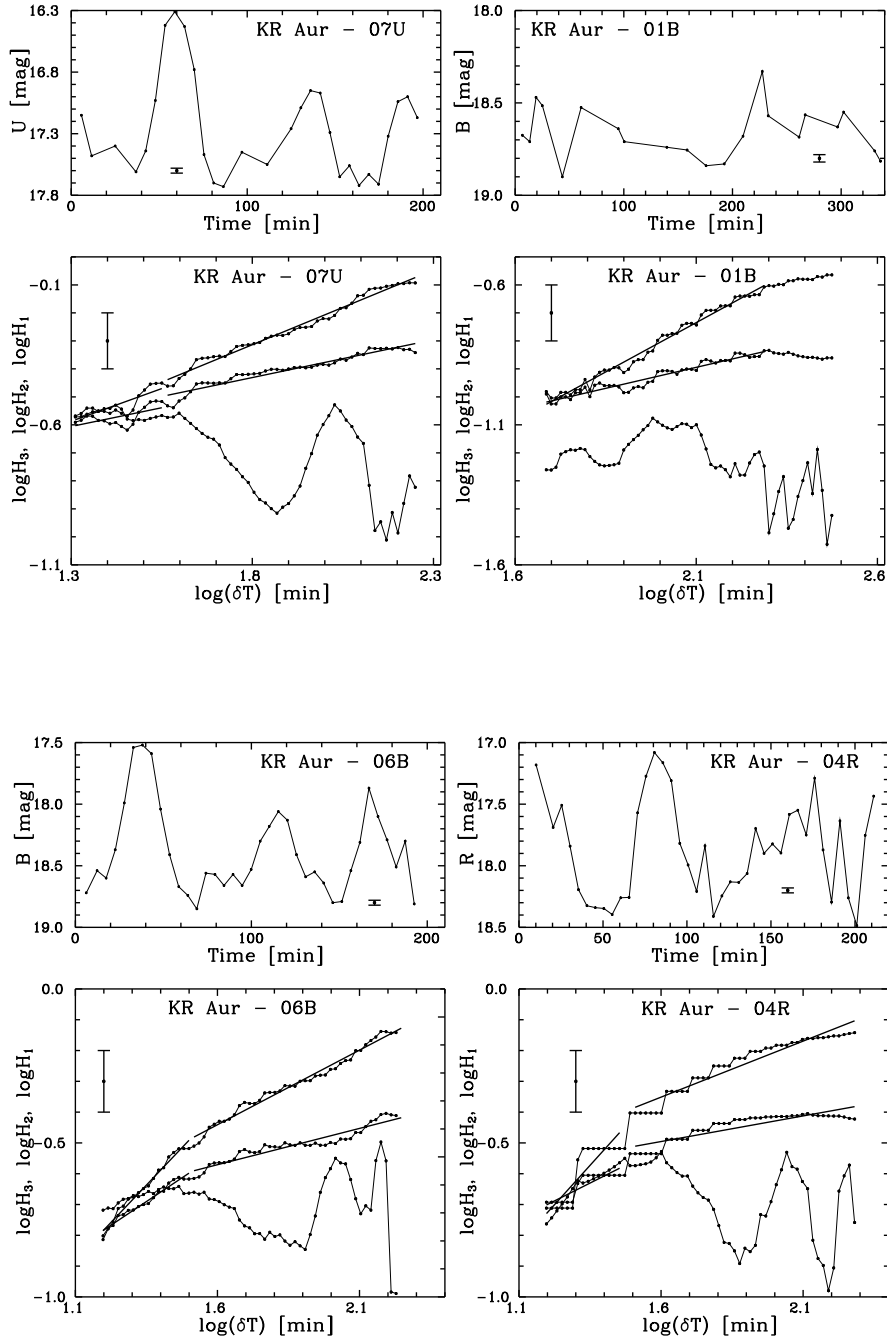 KR Aur – 07U
U [mag]
16.3
16.8
17.3
17.8
0
100
200
Time [min]
KR Aur – 01B
B [mag]
18.0
18.5
19.0
0
100
200
300
Time [min]
KR Aur – 07U
logH₃, logH₂, logH₁
−0.1
−0.6
−1.1
1.3
1.8
2.3
log(δT) [min]
KR Aur – 01B
logH₃, logH₂, logH₁
−0.6
−1.1
−1.6
1.6
2.1
2.6
log(δT) [min]
KR Aur – 06B
B [mag]
17.5
18.0
18.5
19.0
0
100
200
Time [min]
KR Aur – 04R
R [mag]
17.0
17.5
18.0
18.5
0
50
100
150
200
Time [min]
KR Aur – 06B
logH₃, logH₂, logH₁
0.0
−0.5
−1.0
1.1
1.6
2.1
log(δT) [min]
KR Aur – 04R
logH₃, logH₂, logH₁
0.0
−0.5
−1.0
1.1
1.6
2.1
log(δT) [min]